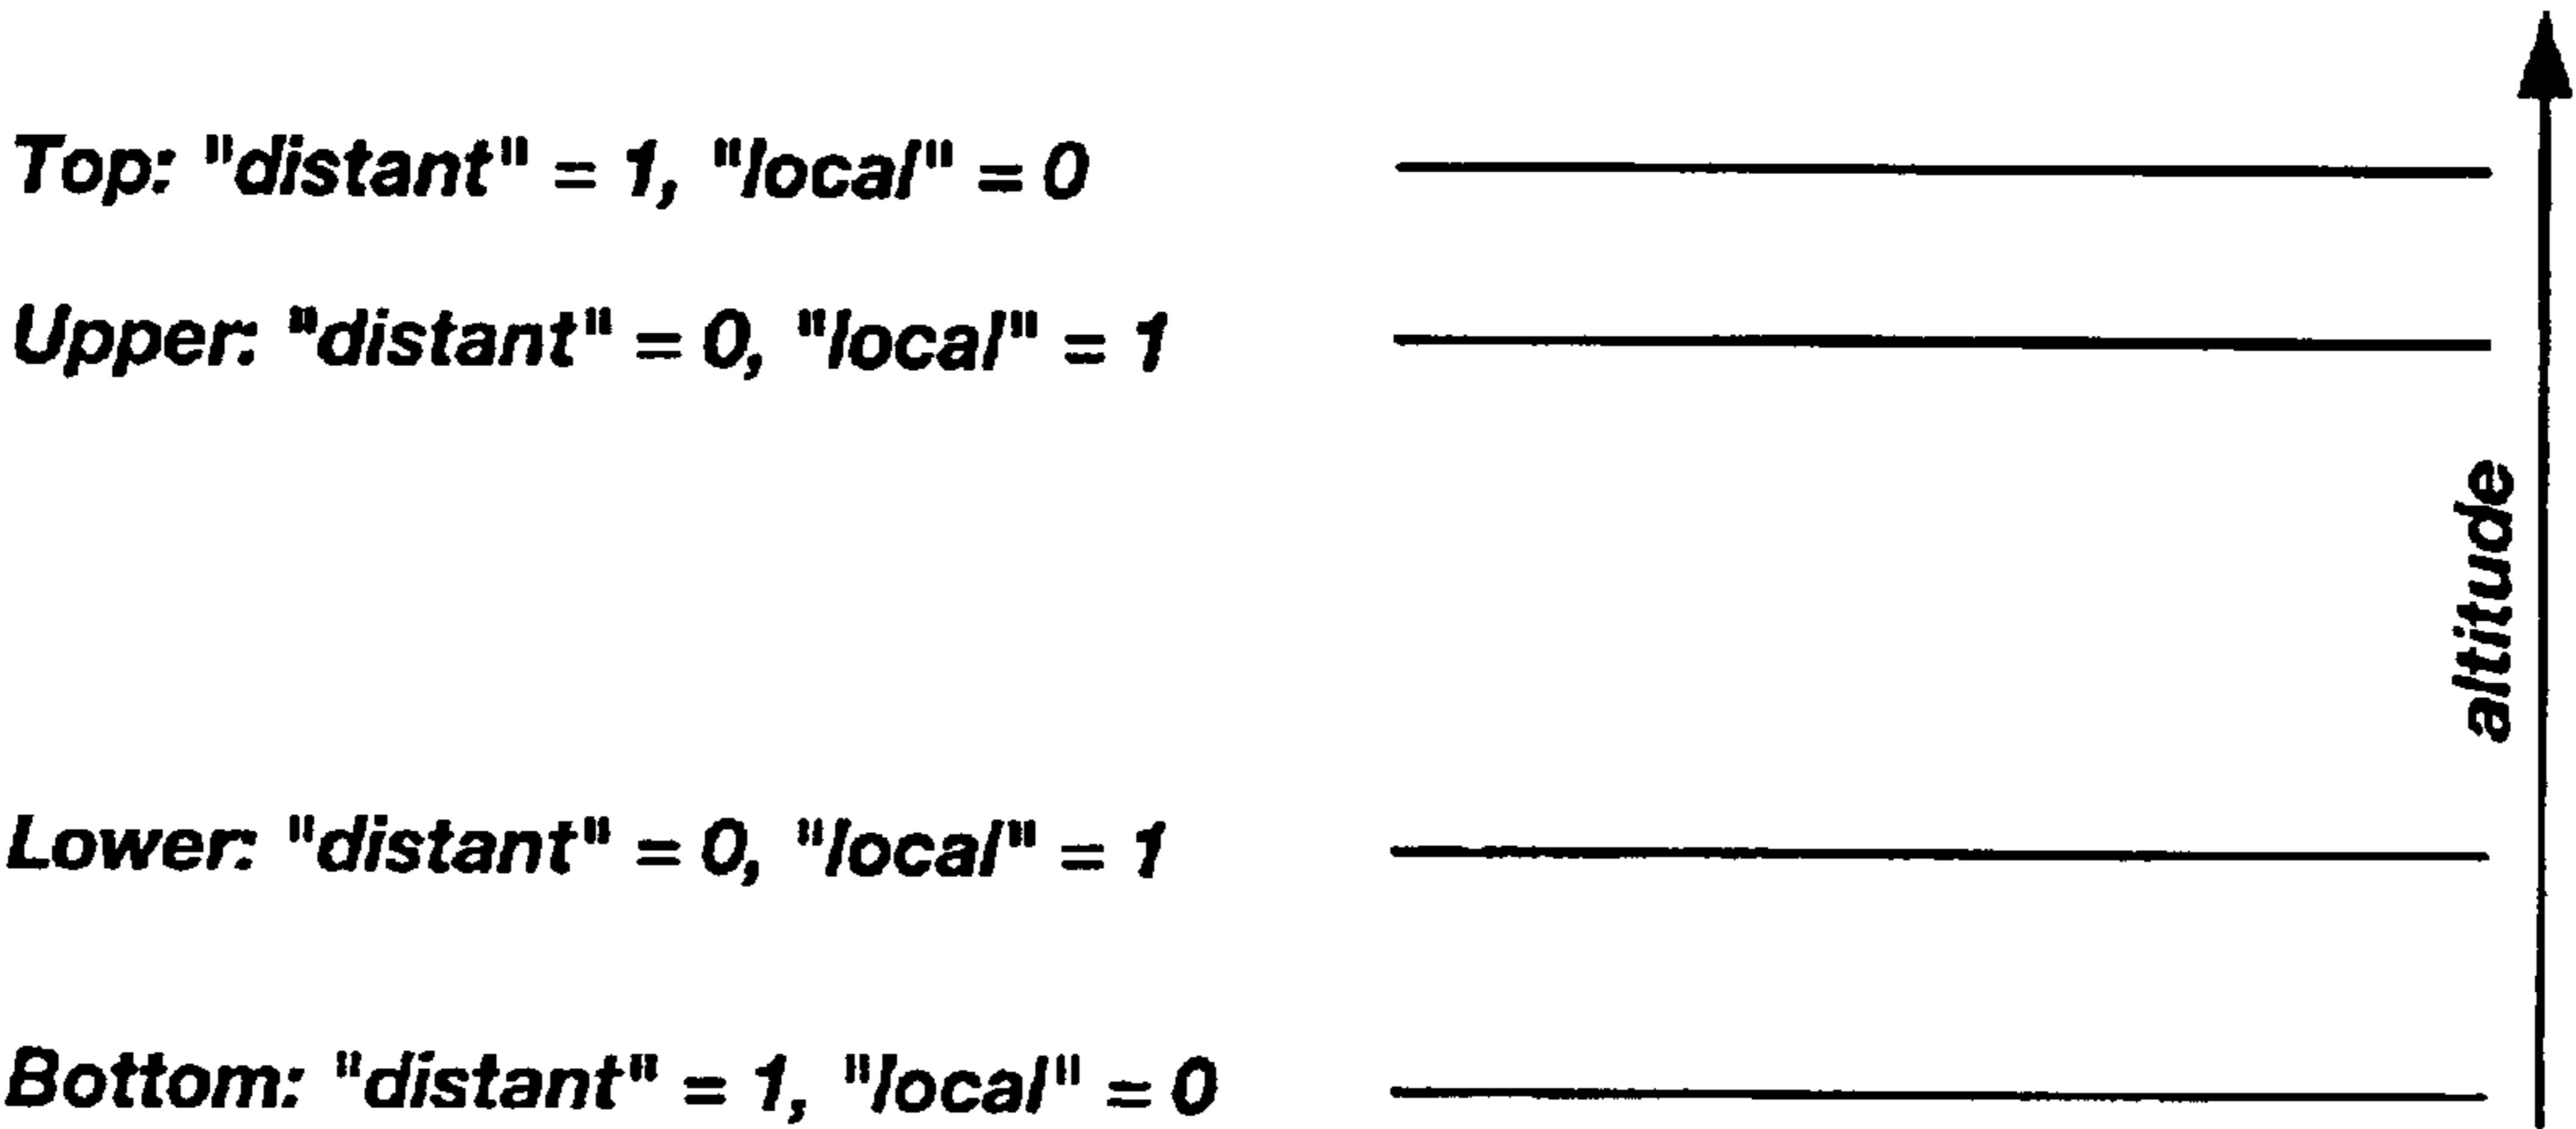 Top: "distant" = 1, "local" = 0
Upper: "distant" = 0, "local" = 1
altitude
Lower: "distant" = 0, "local" = 1
Bottom: "distant" = 1, "local" = 0